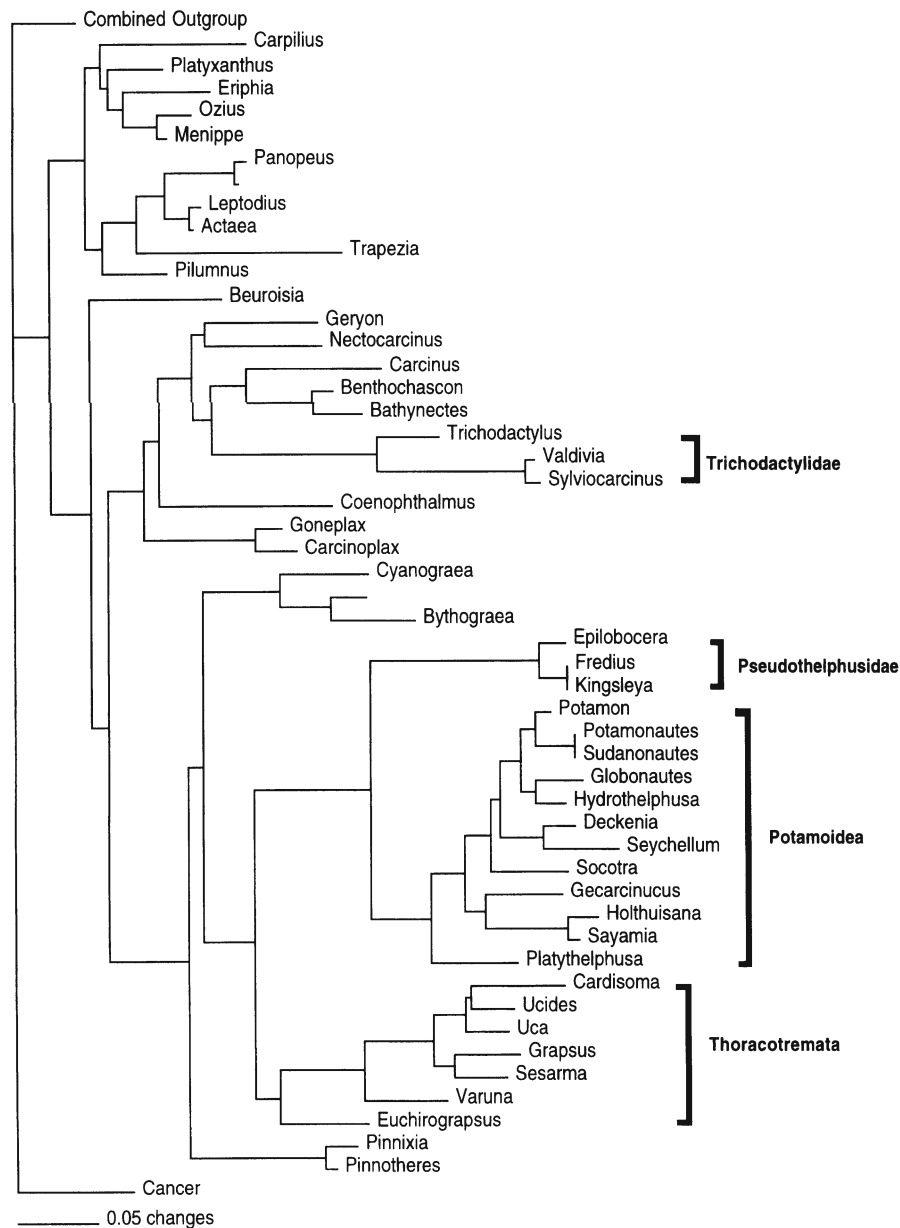 Combined Outgroup
Carpilius
Platyxanthus
Eriphia
Ozius
Menippe
Panopeus
Leptodius
Actaea
Trapezia
Pilumnus
Beuroisia
Geryon
Nectocarcinus
Carcinus
Benthochascon
Bathynectes
Trichodactylus
Valdivia
Trichodactylidae
Sylviocarcinus
Coenophthalmus
Goneplax
Carcinoplax
Cyanograea
Bythograea
Epilobocera
Fredius
Pseudothelphusidae
Kingsleya
Potamon
Potamonautes
Sudanonautes
Globonautes
Hydrothelphusa
Deckenia
Potamoidea
Seychellum
Socotra
Gecarcinucus
Holthuisana
Sayamia
Platythelphusa
Cardisoma
Ucides
Uca
Thoracotremata
Grapsus
Sesarma
Varuna
Euchirograpsus
Pinnixia
Pinnotheres
Cancer
0.05 changes